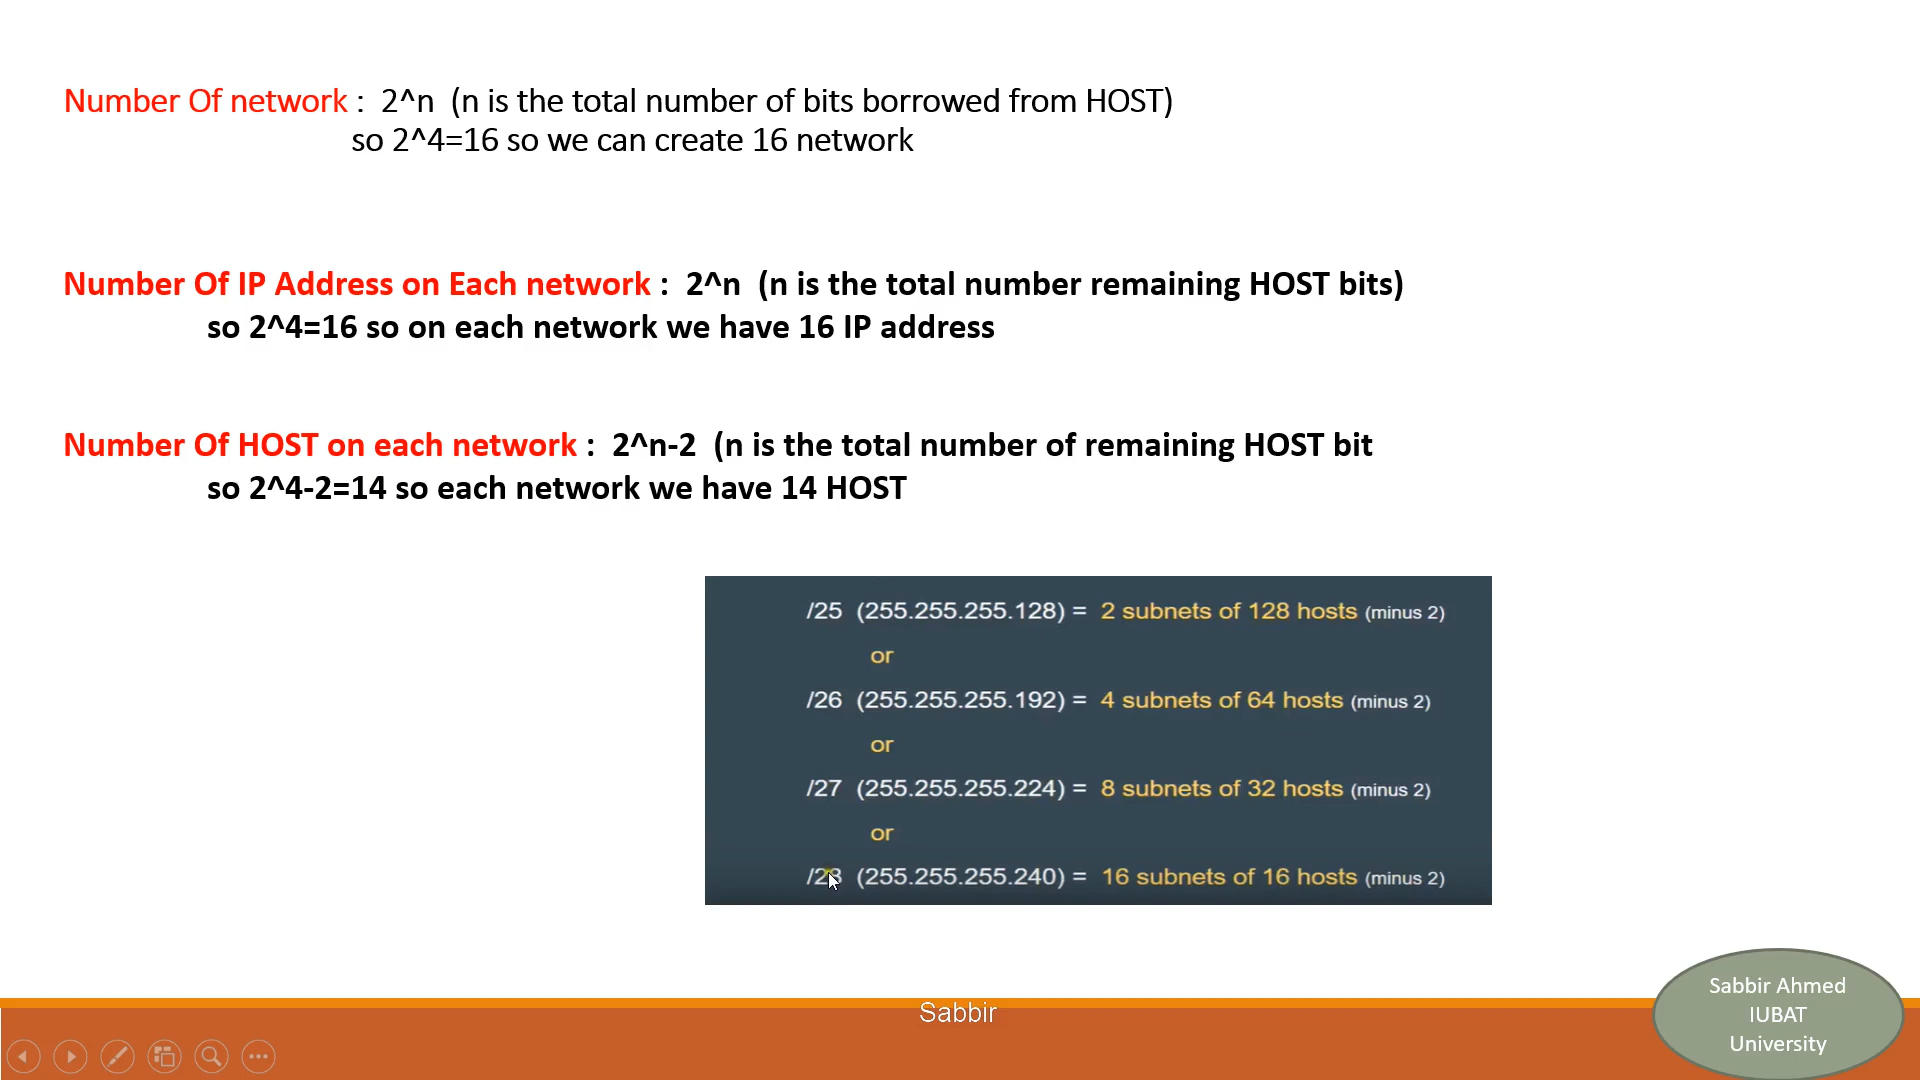 Number Of network :  2^n  (n is the total number of bits borrowed from HOST)
so 2^4=16 so we can create 16 network
Number Of IP Address on Each network :  2^n  (n is the total number remaining HOST bits)
so 2^4=16 so on each network we have 16 IP address
Number Of HOST on each network :  2^n-2  (n is the total number of remaining HOST bit
so 2^4-2=14 so each network we have 14 HOST
/25  (255.255.255.128) =  2 subnets of 128 hosts (minus 2)
or
/26  (255.255.255.192) =  4 subnets of 64 hosts (minus 2)
or
/27  (255.255.255.224) =  8 subnets of 32 hosts (minus 2)
or
/28  (255.255.255.240) =  16 subnets of 16 hosts (minus 2)
Sabbir
Sabbir Ahmed
IUBAT
University